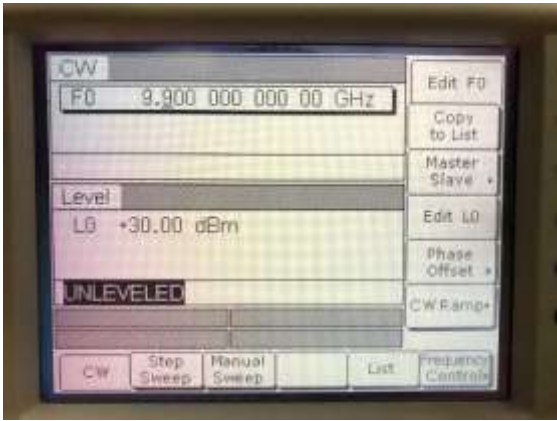 CW
F0 9.900 000 000 00 GHz
Level
L0 +30.00 dBm
UNLEVELED
Edit F0
Copy
to List
Master
Slave
Edit L0
Phase
Offset
CW Ramp
CW
Step
Sweep
Manual
Sweep
List
Frequency
Control